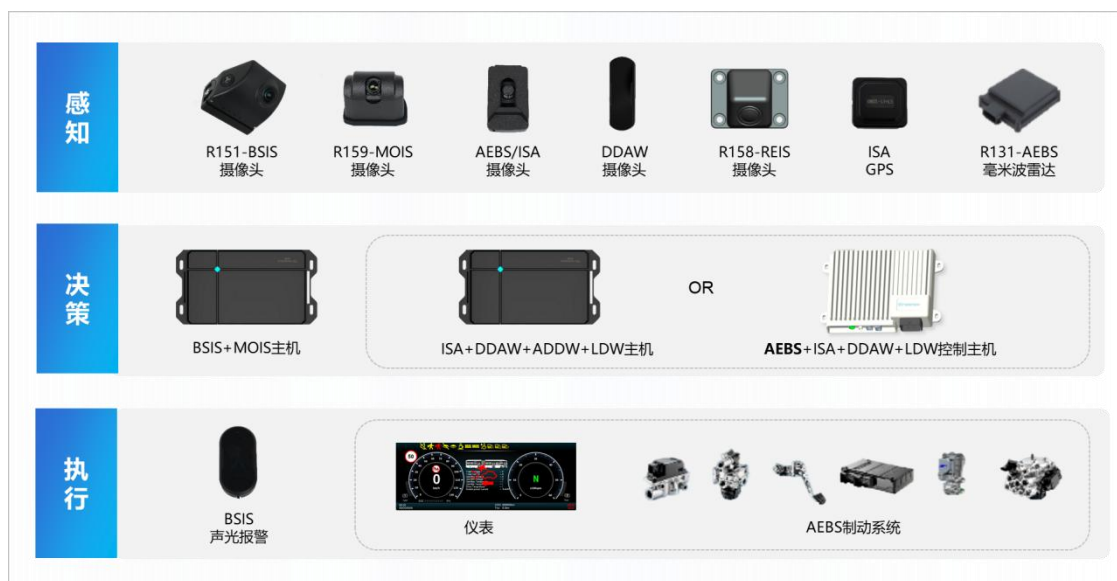 感
知
R151-BSIS
摄像头
R159-MOIS
摄像头
AEBS/ISA
摄像头
DDAW
摄像头
R158-REIS
摄像头
ISA
GPS
R131-AEBS
毫米波雷达
决
策
BSIS+MOIS主机
ISA+DDAW+ADDW+LDW主机
OR
AEBS+ISA+DDAW+LDW控制主机
执
行
BSIS
声光报警
50
0
N
仪表
AEBS制动系统